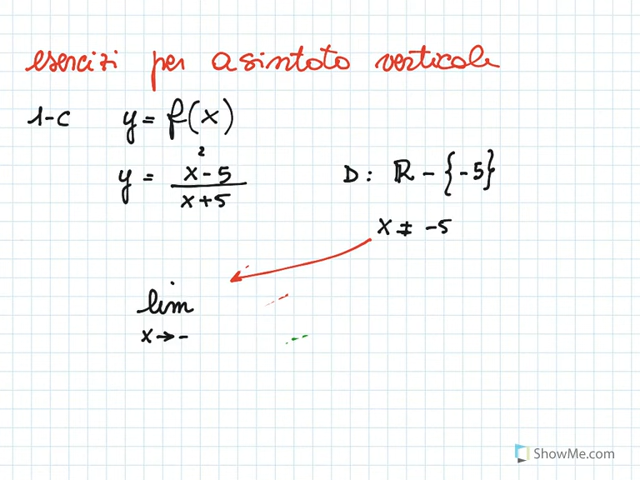 esercizi per asintoto verticale
1-c y = f(x)
y = (x² - 5) / (x + 5) D: ℝ - {-5}
x ≠ -5
lim
x → -
ShowMe.com